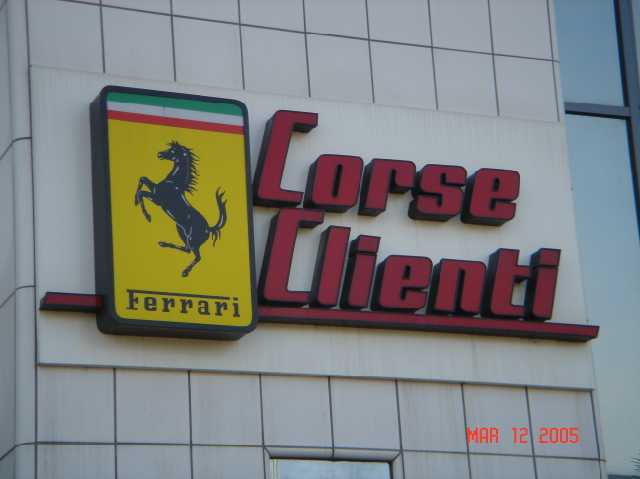 Corse
Clienti
Ferrari
MAR 12 2005